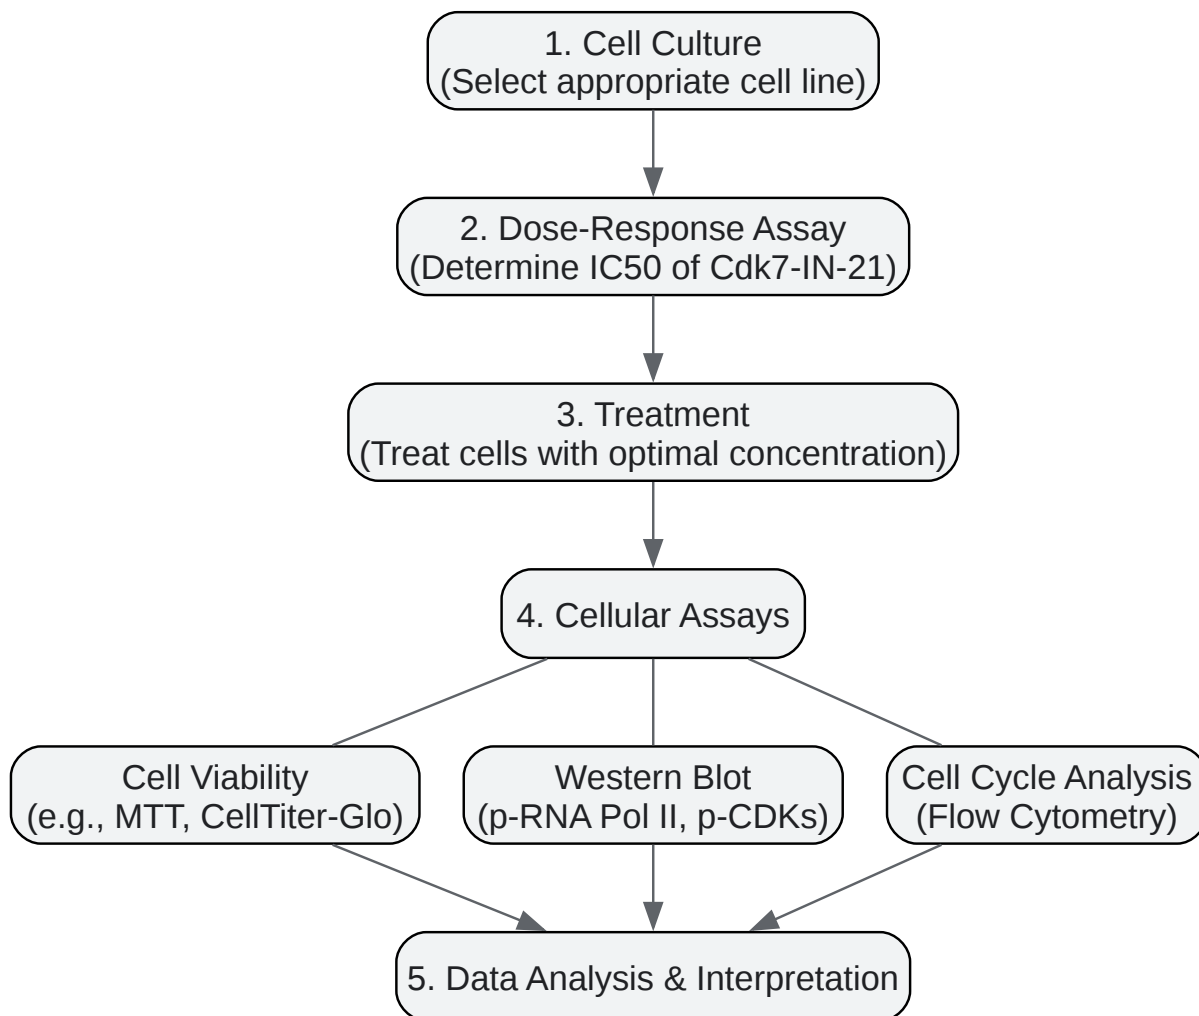 1. Cell Culture
(Select appropriate cell line)
2. Dose-Response Assay
(Determine IC50 of Cdk7-IN-21)
3. Treatment
(Treat cells with optimal concentration)
4. Cellular Assays
Cell Viability
(e.g., MTT, CellTiter-Glo)
Western Blot
(p-RNA Pol II, p-CDKs)
Cell Cycle Analysis
(Flow Cytometry)
5. Data Analysis & Interpretation